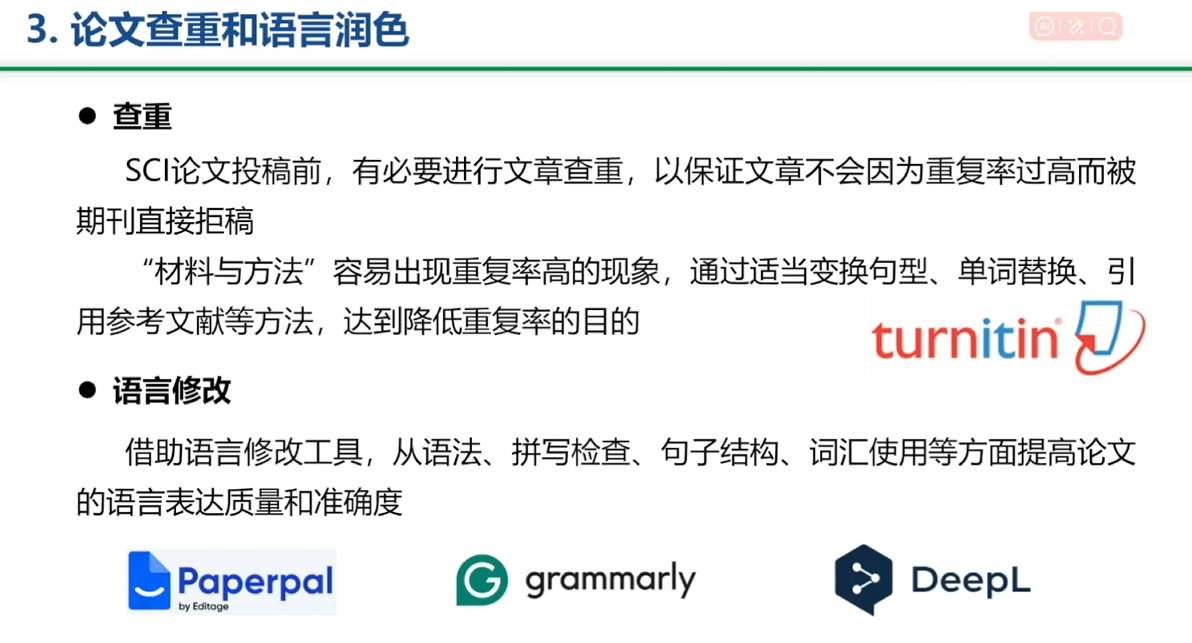 3. 论文查重和语言润色
AI
● 查重
SCI论文投稿前，有必要进行文章查重，以保证文章不会因为重复率过高而被
期刊直接拒稿
“材料与方法”容易出现重复率高的现象，通过适当变换句型、单词替换、引
用参考文献等方法，达到降低重复率的目的
turnitin®
● 语言修改
借助语言修改工具，从语法、拼写检查、句子结构、词汇使用等方面提高论文
的语言表达质量和准确度
Paperpal
by Editage
grammarly
DeepL